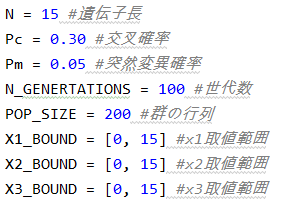 N = 15 #遺伝子長
Pc = 0.30 #交叉確率
Pm = 0.05 #突然変異確率
N_GENERTATIONS = 100 #世代数
POP_SIZE = 200 #群の行列
X1_BOUND = [0, 15] #x1取値範囲
X2_BOUND = [0, 15] #x2取値範囲
X3_BOUND = [0, 15] #x3取値範囲